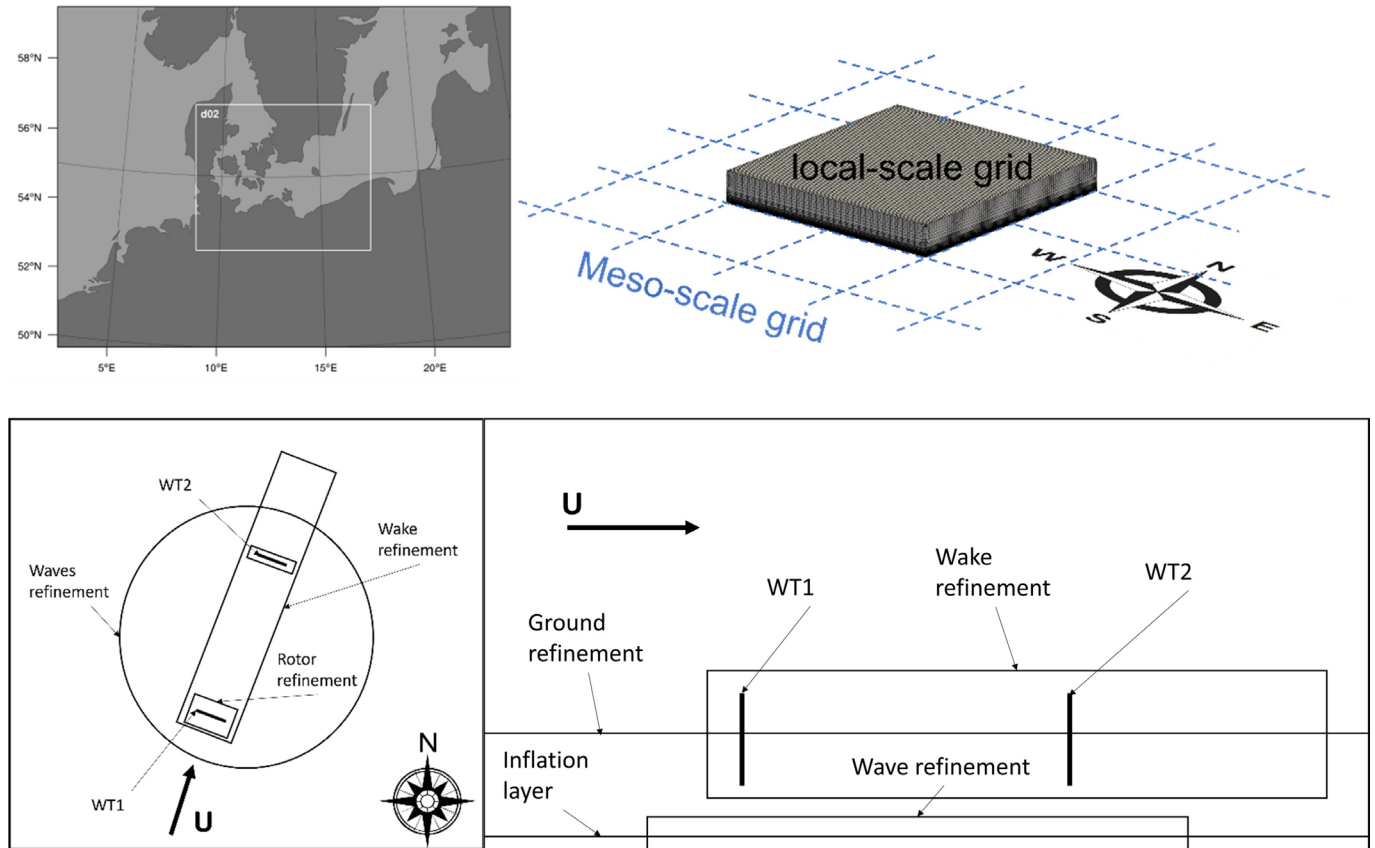 58°N
56°N
54°N
52°N
50°N
5°E
10°E
15°E
20°E
d02
local-scale grid
Meso-scale grid
W
N
S
E
WT2
Wake
refinement
Waves
refinement
Rotor
refinement
WT1
U
N
U
WT1
Wake
refinement
WT2
Ground
refinement
Inflation
layer
Wave refinement